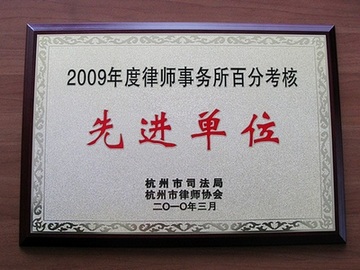 2009年度律师事务所百分考核
先进单位
杭州市司法局
杭州市律师协会
二〇一〇年三月